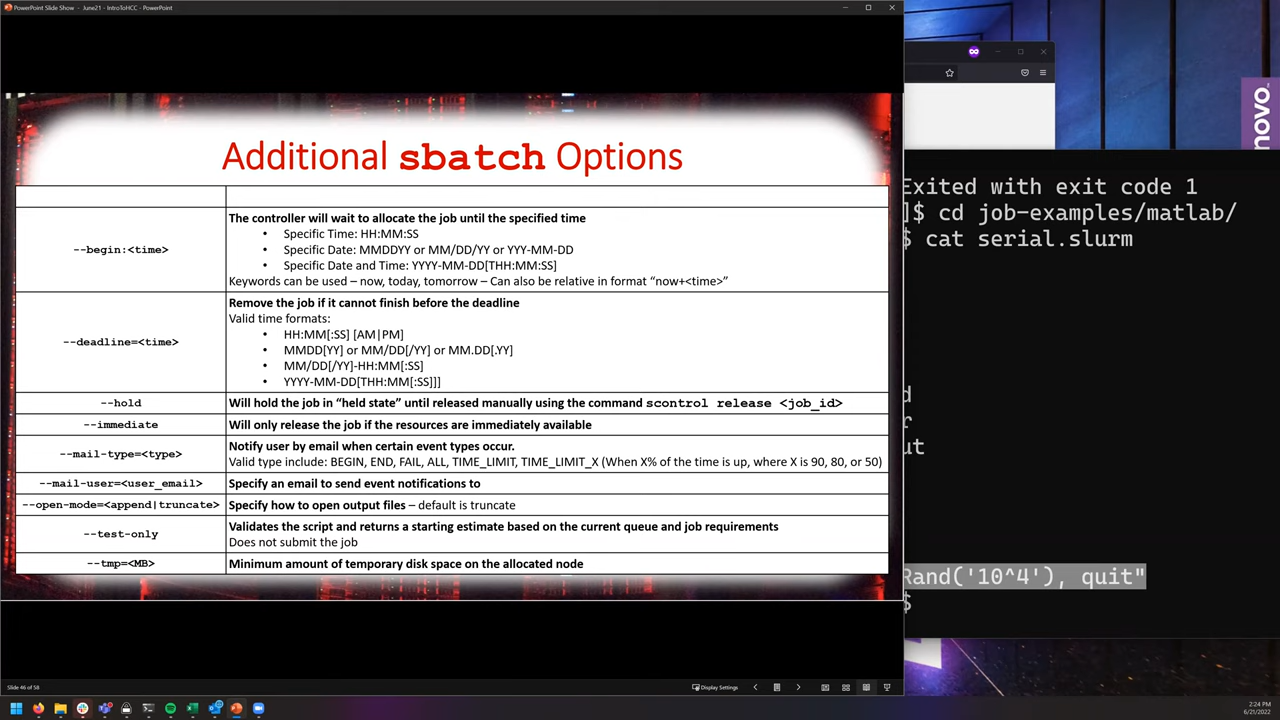 PowerPoint Slide Show - June21 - IntroToHCC - PowerPoint
Additional sbatch Options
--begin:<time>
The controller will wait to allocate the job until the specified time
• Specific Time: HH:MM:SS
• Specific Date: MMDDYY or MM/DD/YY or YYY-MM-DD
• Specific Date and Time: YYYY-MM-DD[THH:MM:SS]
Keywords can be used – now, today, tomorrow – Can also be relative in format “now+<time>”
--deadline=<time>
Remove the job if it cannot finish before the deadline
Valid time formats:
• HH:MM[:SS] [AM|PM]
• MMDD[YY] or MM/DD[/YY] or MM.DD[.YY]
• MM/DD[/YY]-HH:MM[:SS]
• YYYY-MM-DD[THH:MM[:SS]]]
--hold
Will hold the job in “held state” until released manually using the command scontrol release <job_id>
--immediate
Will only release the job if the resources are immediately available
--mail-type=<type>
Notify user by email when certain event types occur.
Valid type include: BEGIN, END, FAIL, ALL, TIME_LIMIT, TIME_LIMIT_X (When X% of the time is up, where X is 90, 80, or 50)
--mail-user=<user_email>
Specify an email to send event notifications to
--open-mode=<append|truncate>
Specify how to open output files – default is truncate
--test-only
Validates the script and returns a starting estimate based on the current queue and job requirements
Does not submit the job
--tmp=<MB>
Minimum amount of temporary disk space on the allocated node
Slide 46 of 58
Display Settings
novo.
Exited with exit code 1
]$ cd job-examples/matlab/
$ cat serial.slurm
d
r
ut
Rand('10^4'), quit"
$
2:24 PM
6/21/2022